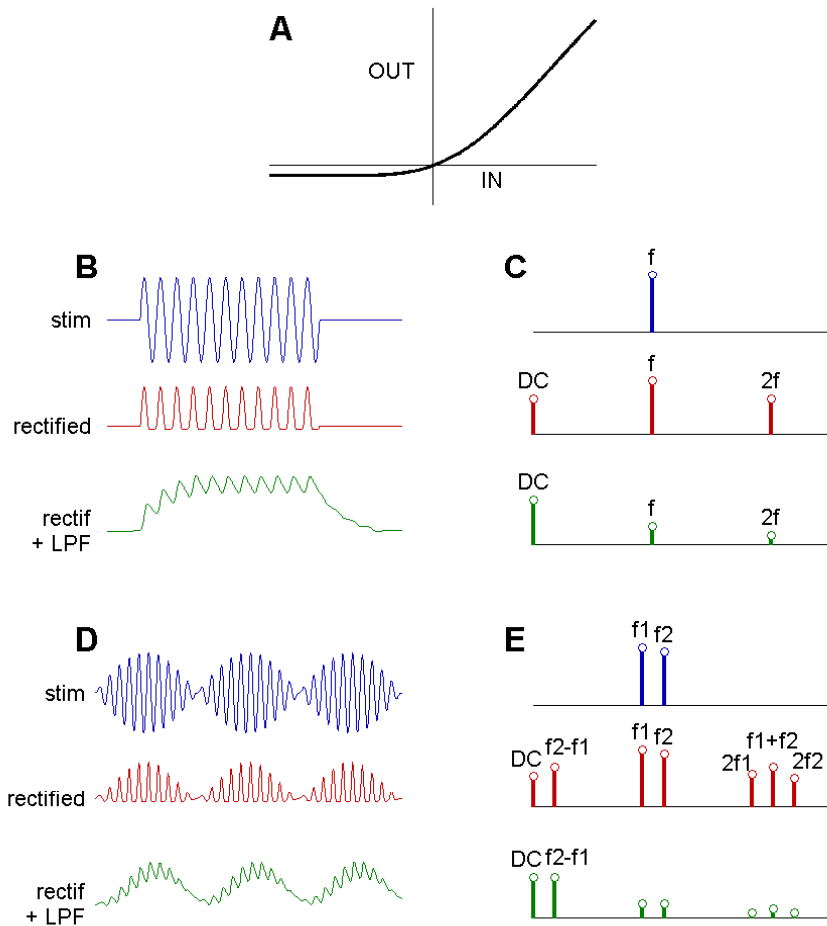 A
OUT
IN
B
stim
rectified
rectif
+ LPF
C
f
DC f 2f
DC f 2f
D
stim
rectified
rectif
+ LPF
E
f1 f2
DC f2-f1 f1 f2 2f1 f1+f2 2f2
DC f2-f1